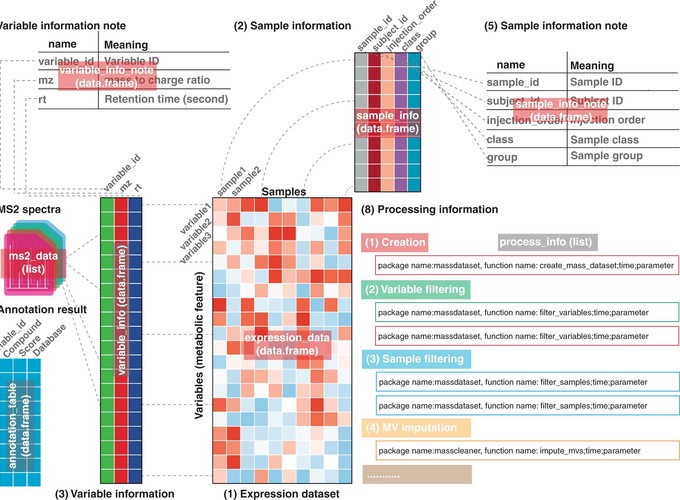 Variable information note
name Meaning
variable_id Variable ID
mz mass to charge ratio
rt Retention time (second)
variable_info_note
(data.frame)
(2) Sample information
sample_id
subject_id
injection_order
class
group
sample_info
(data.frame)
(5) Sample information note
name Meaning
sample_id Sample ID
subject_id Subject ID
injection_order Injection order
class Sample class
group Sample group
sample_info_note
(data.frame)
variable_id
mz
rt
MS2 spectra
ms2_data
(list)
Annotation result
Compound
Score
Database
annotation_table
(data.frame)
variable_info (data.frame)
(3) Variable information
sample1
sample2
Samples
variable1
variable2
variable3
Variables (metabolic feature)
expression_data
(data.frame)
(1) Expression dataset
(8) Processing information
(1) Creation
process_info (list)
package name:massdataset, function name: create_mass_dataset;time;parameter
(2) Variable filtering
package name:massdataset, function name: filter_variables;time;parameter
package name:massdataset, function name: filter_variables;time;parameter
(3) Sample filtering
package name:massdataset, function name: filter_samples;time;parameter
package name:massdataset, function name: filter_samples;time;parameter
(4) MV imputation
package name:masscleaner, function name: impute_mvs;time;parameter
...........